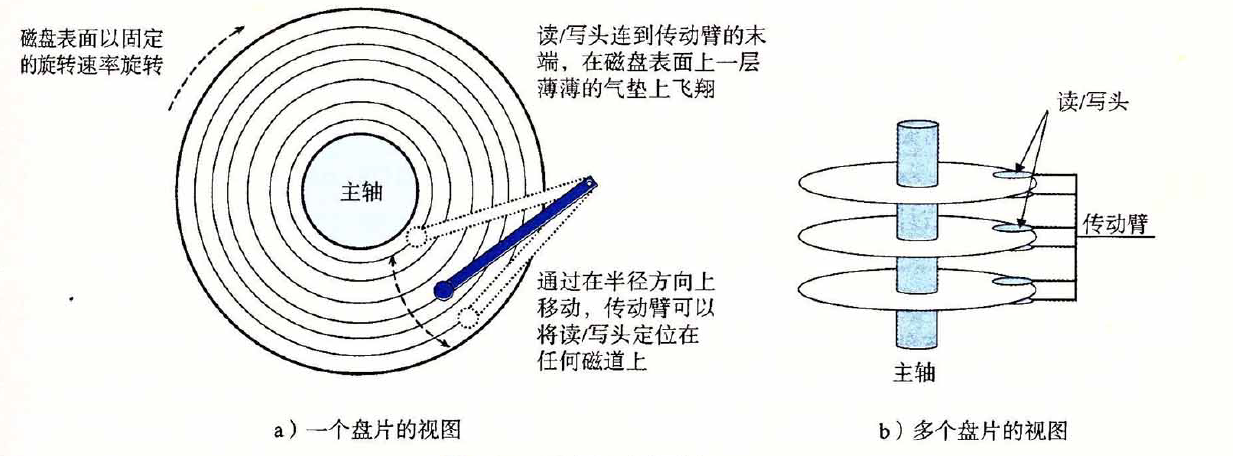 磁盘表面以固定
的旋转速率旋转
主轴
读/写头连到传动臂的末
端，在磁盘表面上一层
薄薄的气垫上飞翔
通过在半径方向上
移动，传动臂可以
将读/写头定位在
任何磁道上
a）一个盘片的视图
读/写头
传动臂
主轴
b）多个盘片的视图